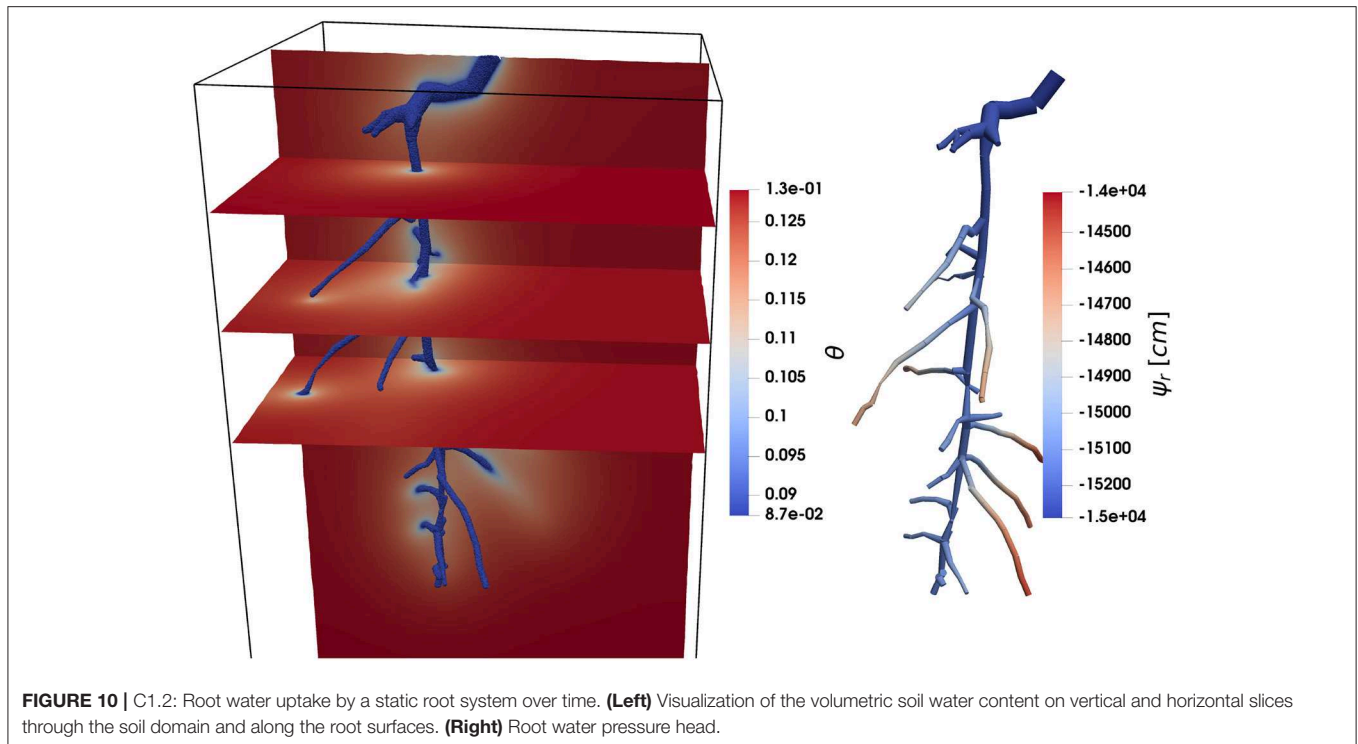 1.3e-01
0.125
0.12
0.115
0.11
0.105
0.1
0.095
0.09
8.7e-02
θ
-1.4e+04
-14500
-14600
-14700
-14800
-14900
-15000
-15100
-15200
-1.5e+04
ψr [cm]
FIGURE 10 | C1.2: Root water uptake by a static root system over time. (Left) Visualization of the volumetric soil water content on vertical and horizontal slices
through the soil domain and along the root surfaces. (Right) Root water pressure head.